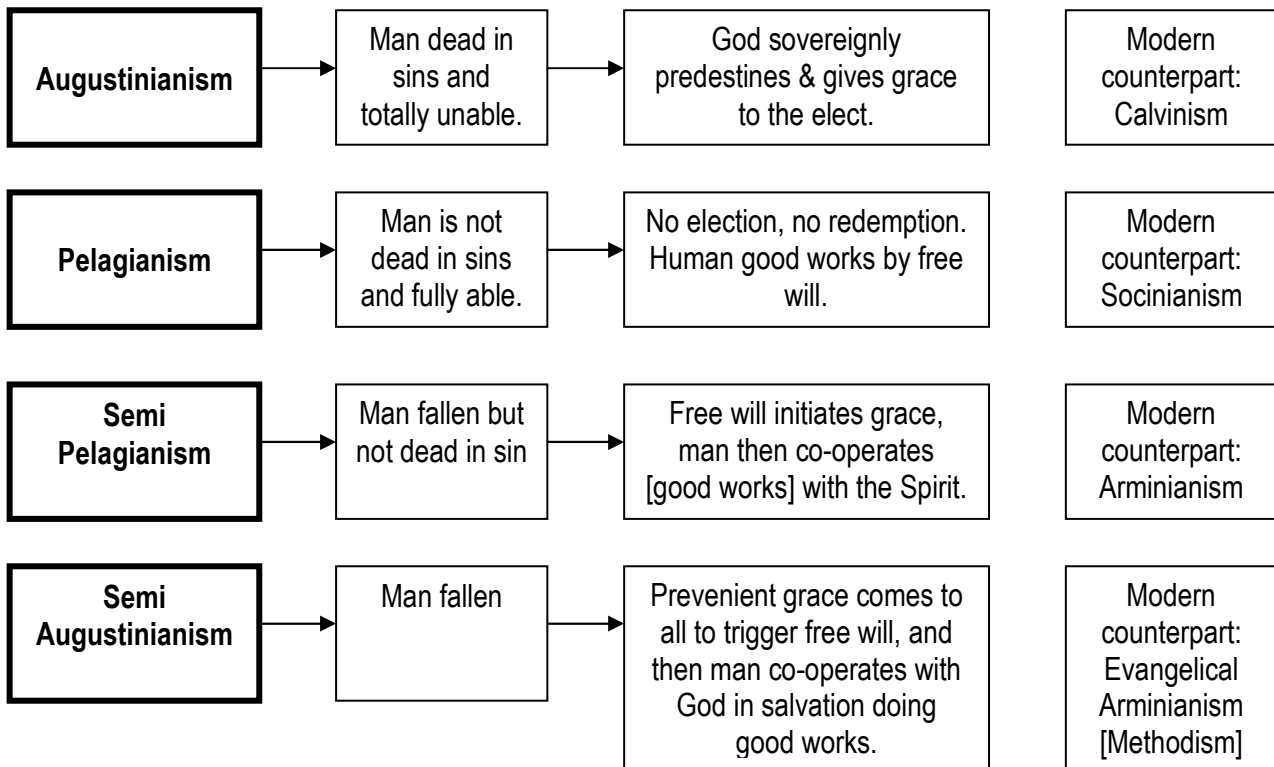 Augustinianism
Man dead in
sins and
totally unable.
God sovereignly
predestines & gives grace
to the elect.
Modern
counterpart:
Calvinism
Pelagianism
Man is not
dead in sins
and fully able.
No election, no redemption.
Human good works by free
will.
Modern
counterpart:
Socinianism
Semi
Pelagianism
Man fallen but
not dead in sin
Free will initiates grace,
man then co-operates
[good works] with the Spirit.
Modern
counterpart:
Arminianism
Semi
Augustinianism
Man fallen
Prevenient grace comes to
all to trigger free will, and
then man co-operates with
God in salvation doing
good works.
Modern
counterpart:
Evangelical
Arminianism
[Methodism]